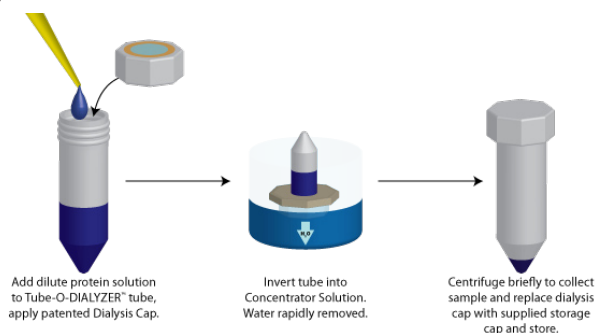 H₂O
Add dilute protein solution
to Tube-O-DIALYZER™ tube,
apply patented Dialysis Cap.
Invert tube into
Concentrator Solution.
Water rapidly removed.
Centrifuge briefly to collect
sample and replace dialysis
cap with supplied storage
cap and store.